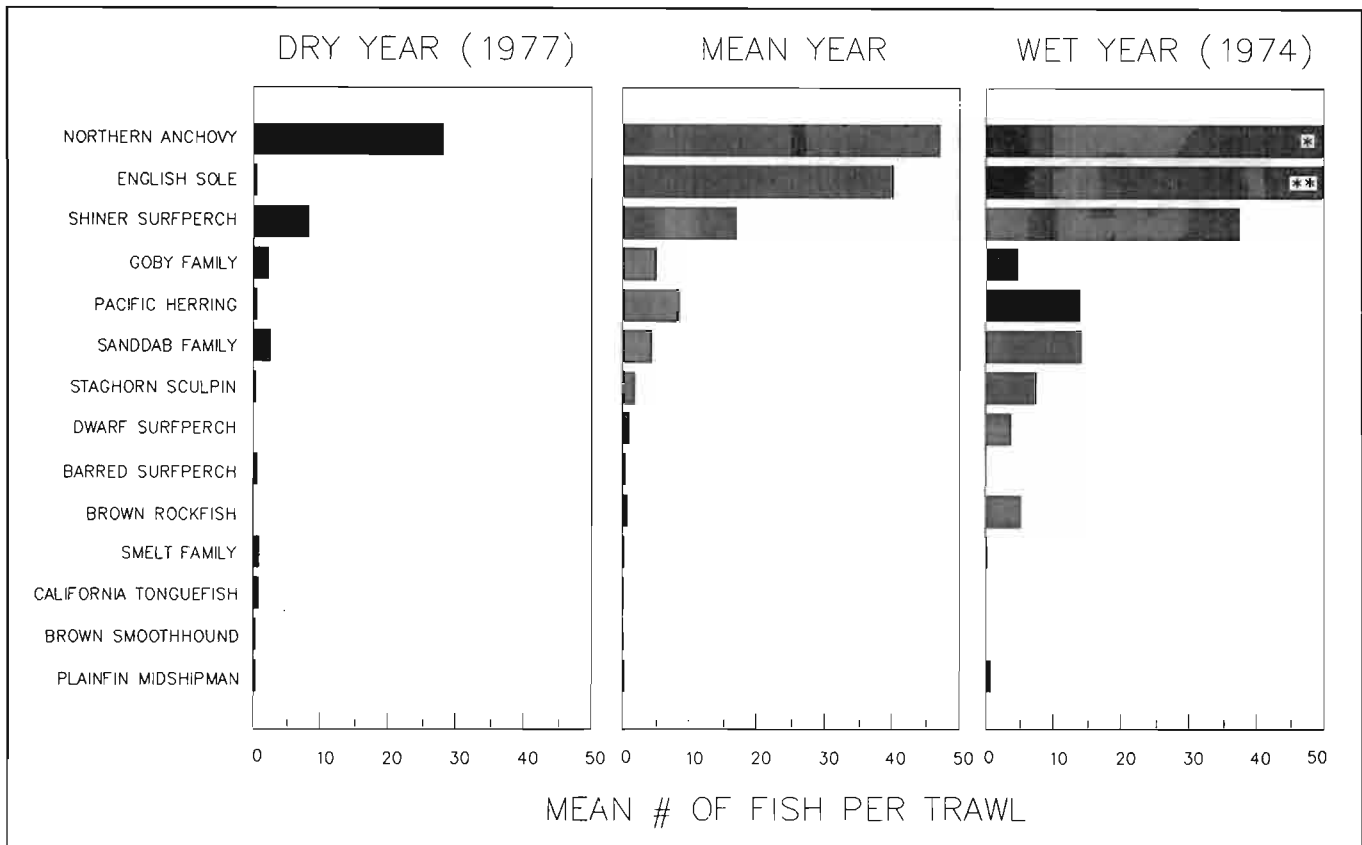 DRY YEAR (1977) MEAN YEAR WET YEAR (1974)
NORTHERN ANCHOVY *
ENGLISH SOLE **
SHINER SURFPERCH
GOBY FAMILY
PACIFIC HERRING
SANDDAB FAMILY
STAGHORN SCULPIN
DWARF SURFPERCH
BARRED SURFPERCH
BROWN ROCKFISH
SMELT FAMILY
CALIFORNIA TONGUEFISH
BROWN SMOOTHHOUND
PLAINFIN MIDSHIPMAN
0 10 20 30 40 50 0 10 20 30 40 50 0 10 20 30 40 50
MEAN # OF FISH PER TRAWL